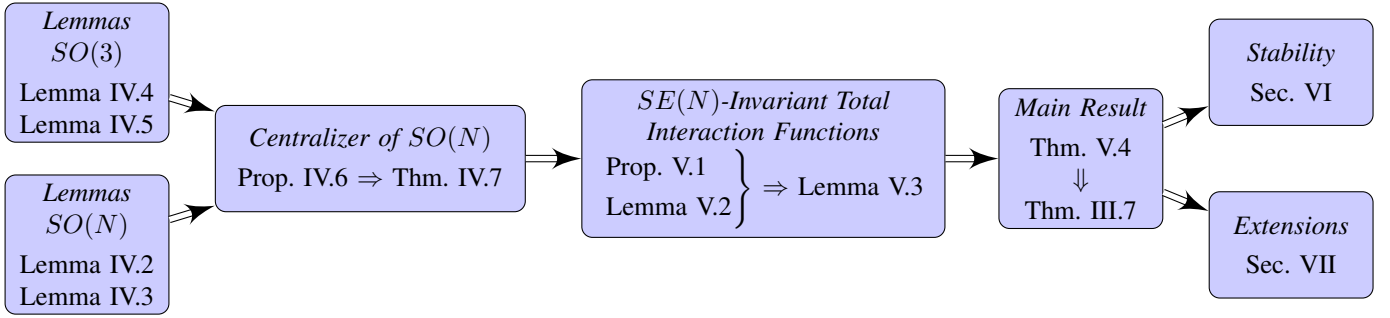 Lemmas
SO(3)
Lemma IV.4
Lemma IV.5
Lemmas
SO(N)
Lemma IV.2
Lemma IV.3
Centralizer of SO(N)
Prop. IV.6 ⇒ Thm. IV.7
SE(N)-Invariant Total
Interaction Functions
Prop. V.1
Lemma V.2
} ⇒ Lemma V.3
Main Result
Thm. V.4
⇓
Thm. III.7
Stability
Sec. VI
Extensions
Sec. VII